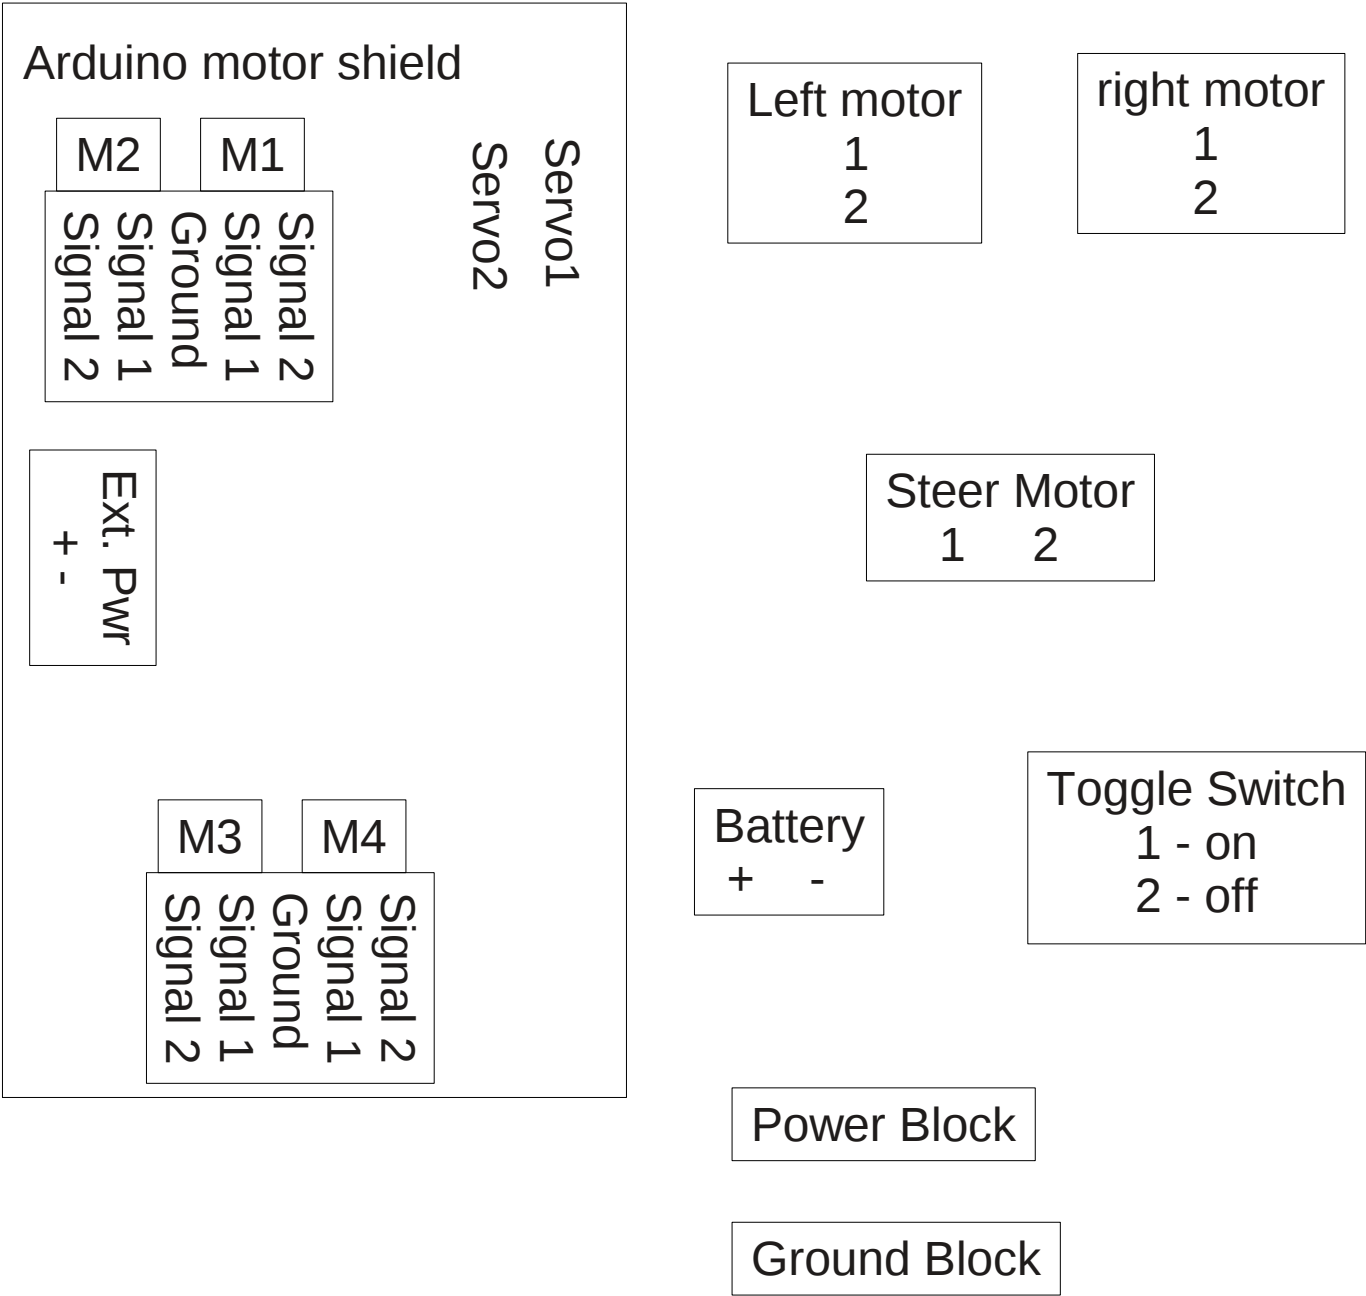 Arduino motor shield
M2
M1
Signal 2
Signal 1
Ground
Signal 1
Signal 2
Servo2
Servo1
Ext. Pwr
+ -
M3
M4
Signal 2
Signal 1
Ground
Signal 1
Signal 2
Left motor
1
2
right motor
1
2
Steer Motor
1 2
Battery
+ -
Toggle Switch
1 - on
2 - off
Power Block
Ground Block